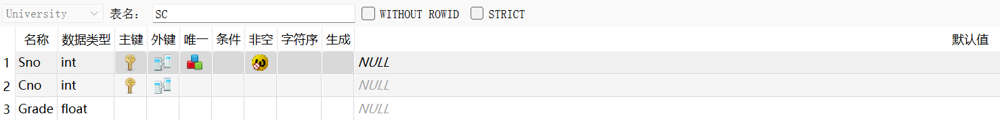 University 表名： SC WITHOUT ROWID STRICT
名称 数据类型 主键 外键 唯一 条件 非空 字符序 生成 默认值
1 Sno int NULL
2 Cno int NULL
3 Grade float NULL